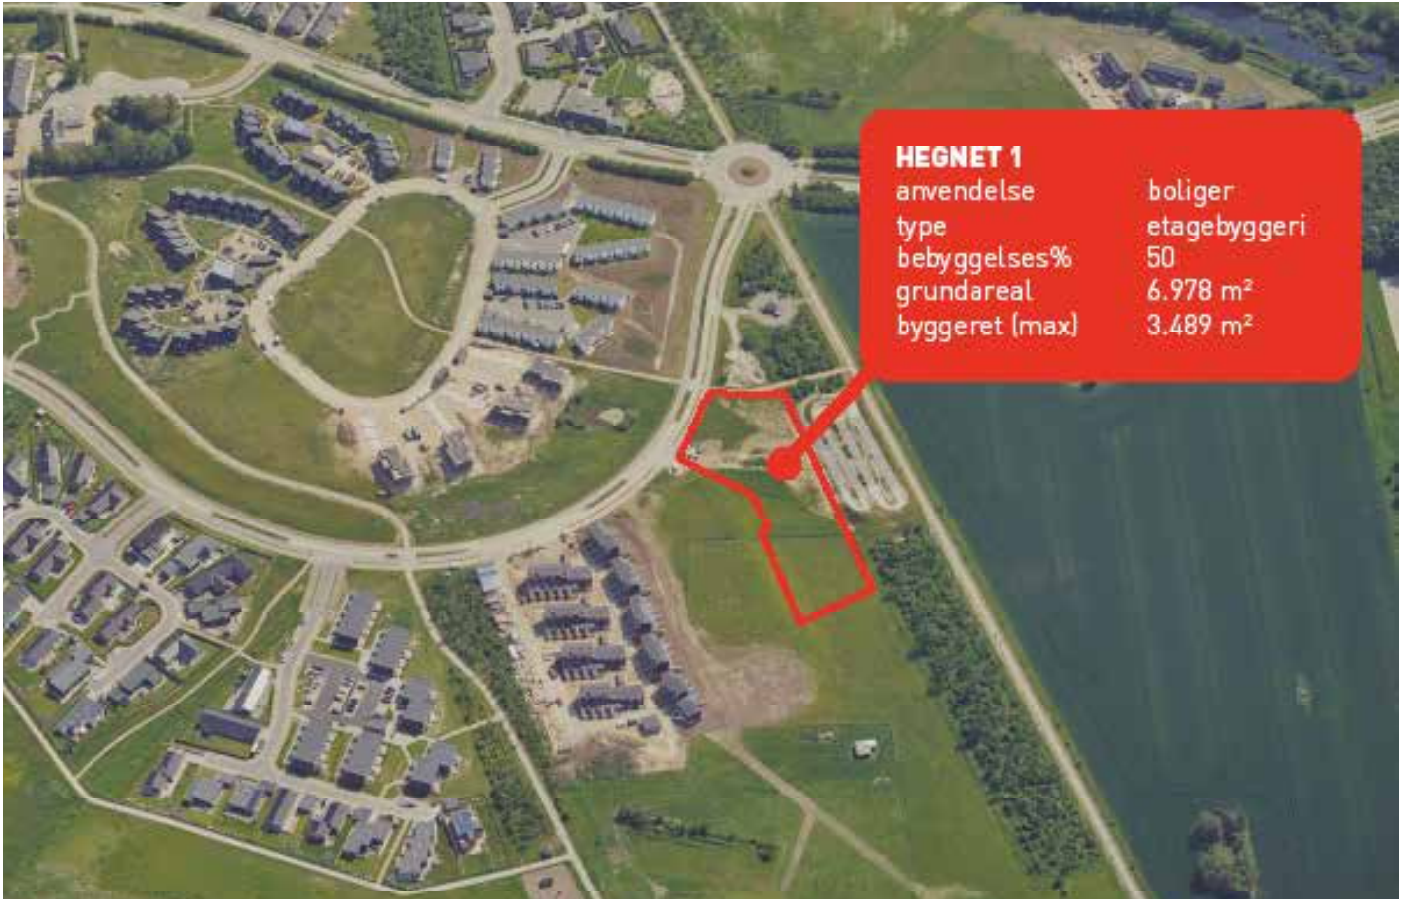 HEGNET 1
anvendelse boliger
type etagebyggeri
bebyggelses% 50
grundareal 6.978 m²
byggeret (max) 3.489 m²